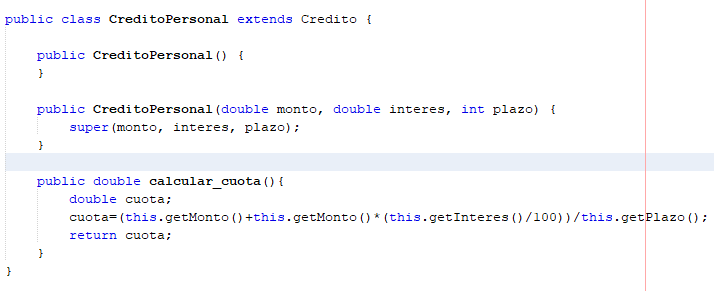 public class CreditoPersonal extends Credito {
public CreditoPersonal() {
}
public CreditoPersonal(double monto, double interes, int plazo) {
super(monto, interes, plazo);
}
public double calcular_cuota(){
double cuota;
cuota=(this.getMonto()+this.getMonto()*(this.getInteres()/100))/this.getPlazo();
return cuota;
}
}